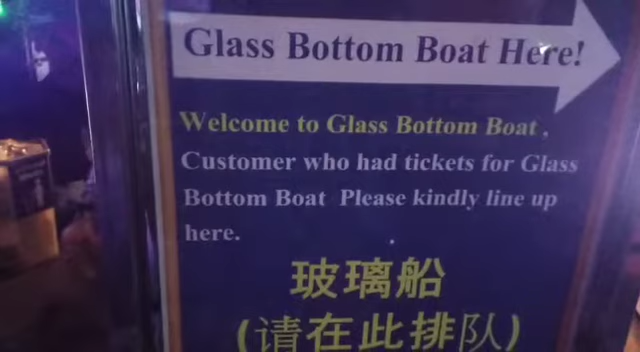 Glass Bottom Boat Here!
Welcome to Glass Bottom Boat .
Customer who had tickets for Glass
Bottom Boat Please kindly line up
here.
玻璃船
(请在此排队)